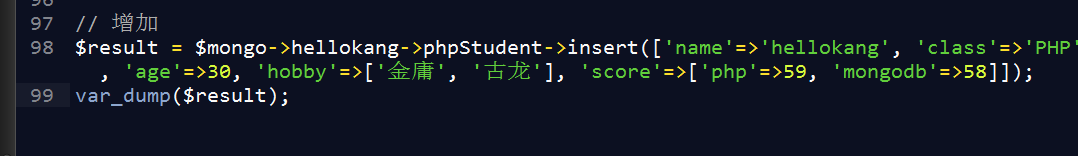 97 // 增加
98 $result = $mongo->hellokang->phpStudent->insert(['name'=>'hellokang', 'class'=>'PHP'
, 'age'=>30, 'hobby'=>['金庸', '古龙'], 'score'=>['php'=>59, 'mongodb'=>58]]);
99 var_dump($result);